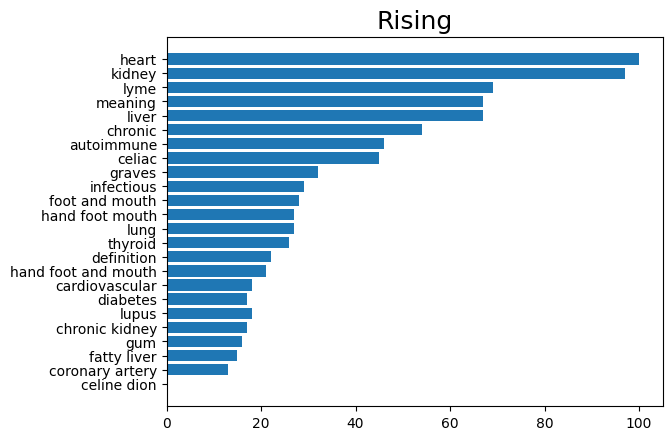 Rising
heart
kidney
lyme
meaning
liver
chronic
autoimmune
celiac
graves
infectious
foot and mouth
hand foot mouth
lung
thyroid
definition
hand foot and mouth
cardiovascular
diabetes
lupus
chronic kidney
gum
fatty liver
coronary artery
celine dion
0 20 40 60 80 100